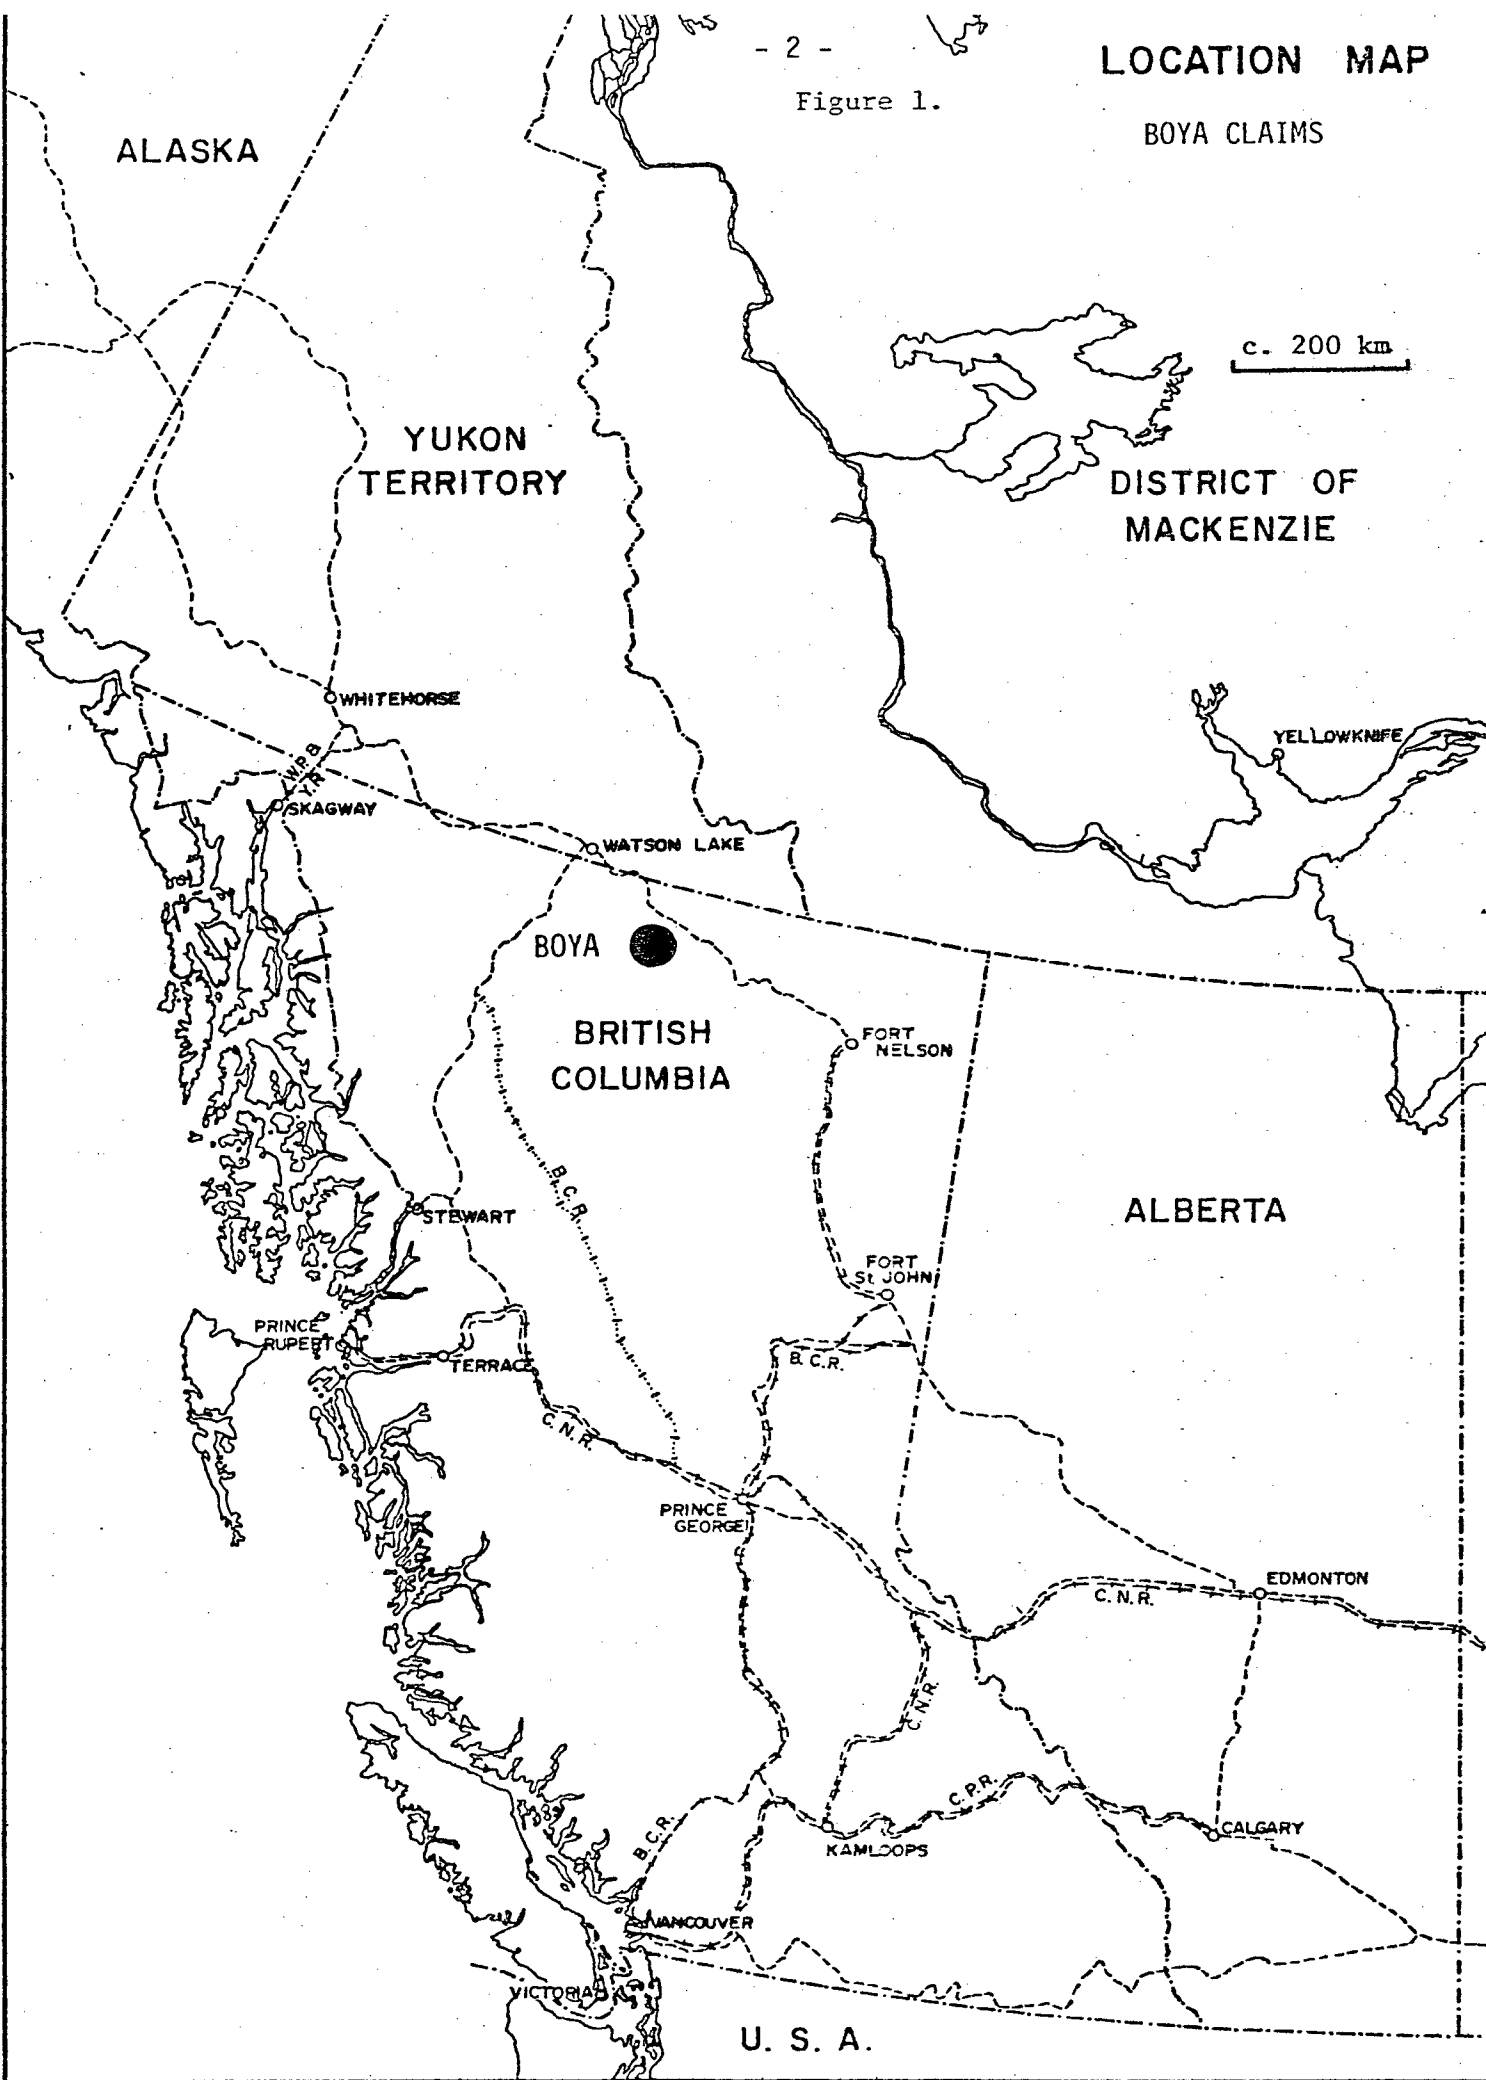 - 2 -
LOCATION MAP
Figure 1.
BOYA CLAIMS
ALASKA
c. 200 km
YUKON
TERRITORY
DISTRICT OF
MACKENZIE
WHITEHORSE
YELLOWKNIFE
W.P. &
Y.R.
SKAGWAY
WATSON LAKE
BOYA
BRITISH
COLUMBIA
FORT
NELSON
B.C.R.
STEWART
ALBERTA
FORT
St. JOHN
PRINCE
RUPERT
TERRACE
B.C.R.
C.N.R.
PRINCE
GEORGE
EDMONTON
C.N.R.
C.N.R.
C.P.R.
B.C.R.
KAMLOOPS
CALGARY
VANCOUVER
VICTORIA
U. S. A.